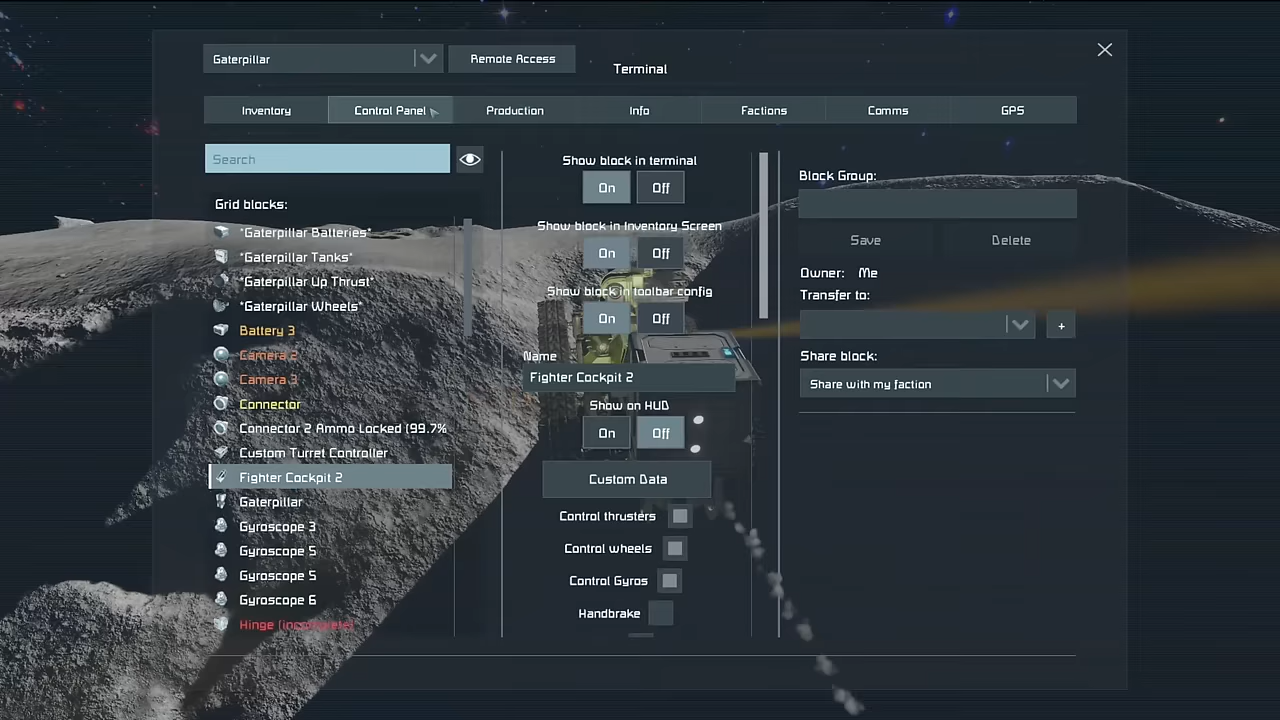 Gaterpillar
Remote Access
Terminal
Inventory
Control Panel
Production
Info
Factions
Comms
GPS
Search
Grid blocks:
*Gaterpillar Batteries*
*Gaterpillar Tanks*
*Gaterpillar Up Thrust*
*Gaterpillar Wheels*
Battery 3
Camera 2
Camera 3
Connector
Connector 2 Ammo Locked (99.7%
Custom Turret Controller
Fighter Cockpit 2
Gaterpillar
Gyroscope 3
Gyroscope 5
Gyroscope 5
Gyroscope 6
Hinge (incomplete)
Show block in terminal
On
Off
Show block in Inventory Screen
On
Off
Show block in toolbar config
On
Off
Name
Fighter Cockpit 2
Show on HUD
On
Off
Custom Data
Control thrusters
Control wheels
Control Gyros
Handbrake
Block Group:
Save
Delete
Owner: Me
Transfer to:
+
Share block:
Share with my faction